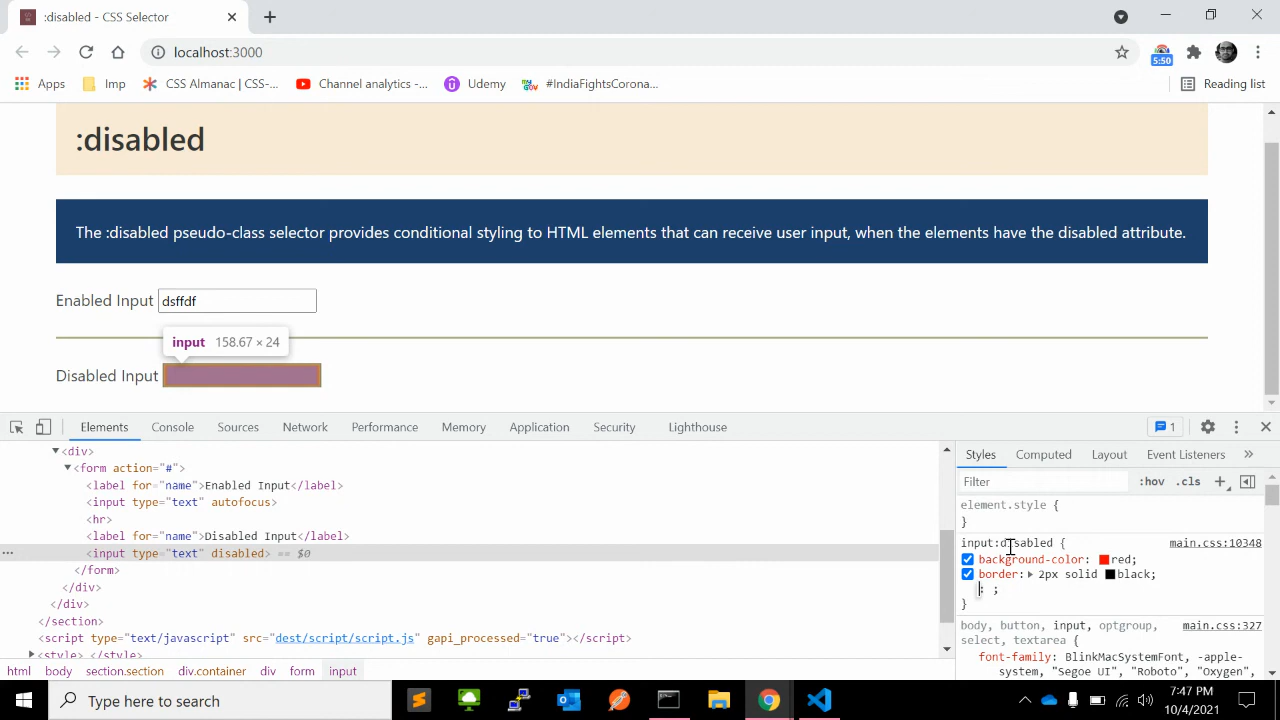 :disabled - CSS Selector
localhost:3000
5:50
Apps Imp CSS Almanac | CSS-... Channel analytics -... Udemy #IndiaFightsCorona... Reading list
:disabled
The :disabled pseudo-class selector provides conditional styling to HTML elements that can receive user input, when the elements have the disabled attribute.
Enabled Input dsffdf
input 158.67 × 24
Disabled Input
Elements Console Sources Network Performance Memory Application Security Lighthouse 1
<div>
<form action="#">
<label for="name">Enabled Input</label>
<input type="text" autofocus>
<hr>
<label for="name">Disabled Input</label>
<input type="text" disabled> == $0
</form>
</div>
</div>
</section>
<script type="text/javascript" src="dest/script/script.js" gapi_processed="true"></script>
<style> </style>
html body section.section div.container div form input
Styles Computed Layout Event Listeners »
Filter :hov .cls +
element.style {
}
input:disabled { main.css:10348
background-color: red;
border: 2px solid black;
: ;
}
body, button, input, optgroup, main.css:327
select, textarea {
font-family: BlinkMacSystemFont, -apple-
system, "Segoe UI", "Roboto", "Oxygen",
Type here to search
7:47 PM
10/4/2021